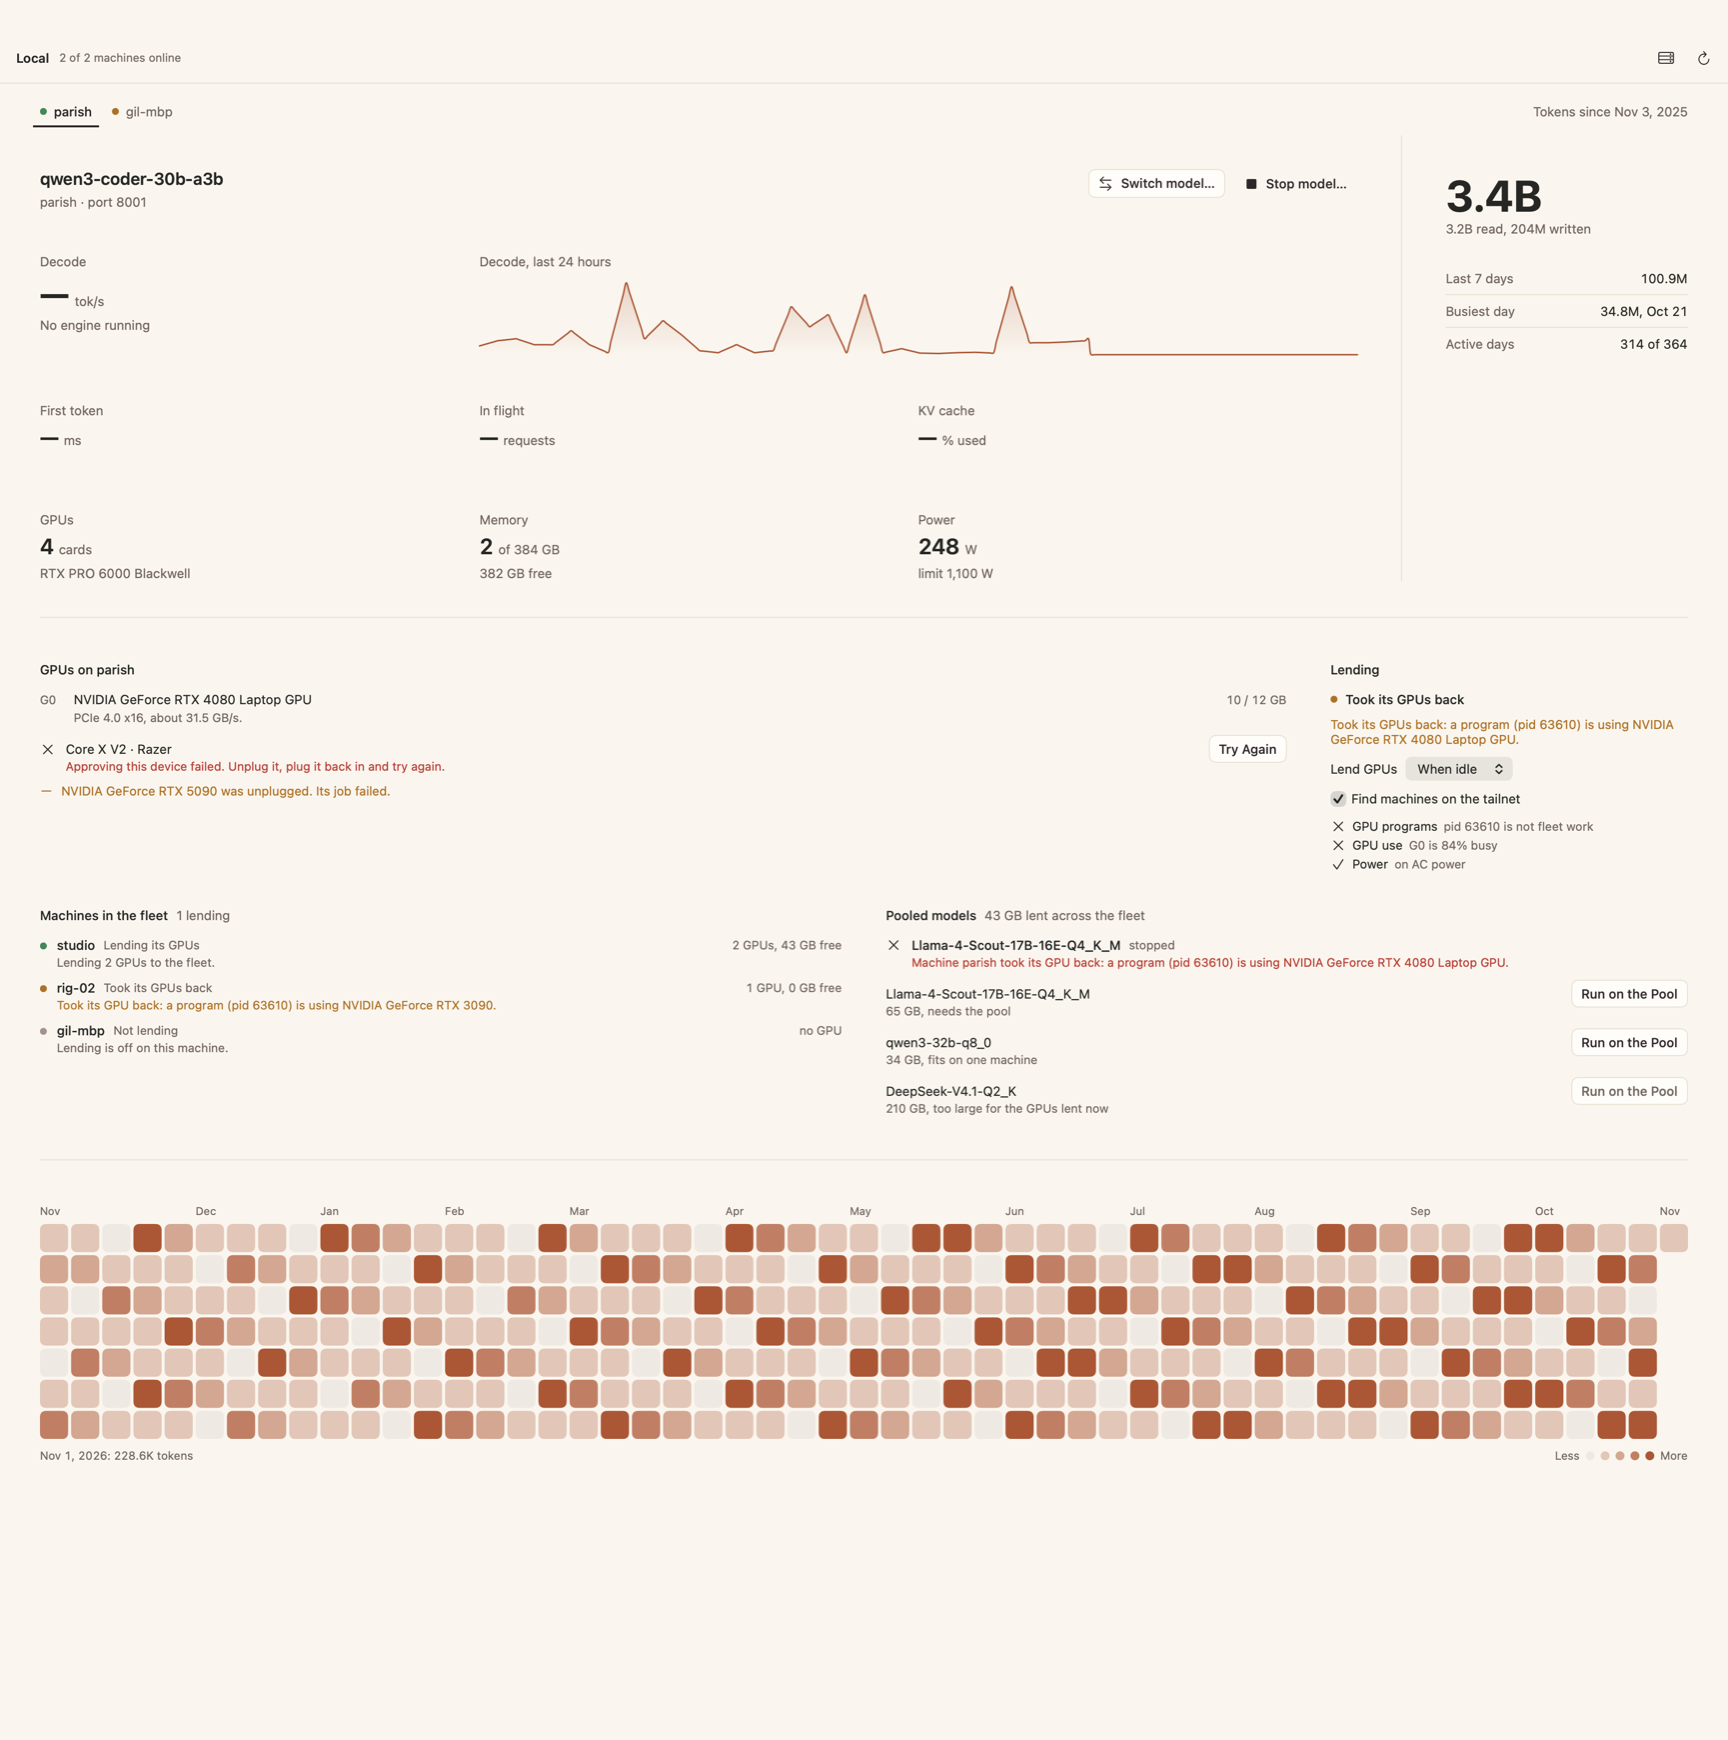 Local 2 of 2 machines online
parish gil-mbp Tokens since Nov 3, 2025
qwen3-coder-30b-a3b
parish · port 8001
Switch model... Stop model...
3.4B
3.2B read, 204M written
Decode
— tok/s
No engine running
Decode, last 24 hours
Last 7 days 100.9M
Busiest day 34.8M, Oct 21
Active days 314 of 364
First token
— ms
In flight
— requests
KV cache
— % used
GPUs
4 cards
RTX PRO 6000 Blackwell
Memory
2 of 384 GB
382 GB free
Power
248 W
limit 1,100 W
GPUs on parish
G0 NVIDIA GeForce RTX 4080 Laptop GPU 10 / 12 GB
PCIe 4.0 x16, about 31.5 GB/s.
Core X V2 · Razer
Approving this device failed. Unplug it, plug it back in and try again.
Try Again
— NVIDIA GeForce RTX 5090 was unplugged. Its job failed.
Lending
Took its GPUs back
Took its GPUs back: a program (pid 63610) is using NVIDIA
GeForce RTX 4080 Laptop GPU.
Lend GPUs When idle
Find machines on the tailnet
GPU programs pid 63610 is not fleet work
GPU use G0 is 84% busy
Power on AC power
Machines in the fleet 1 lending
studio Lending its GPUs 2 GPUs, 43 GB free
Lending 2 GPUs to the fleet.
rig-02 Took its GPUs back 1 GPU, 0 GB free
Took its GPU back: a program (pid 63610) is using NVIDIA GeForce RTX 3090.
gil-mbp Not lending no GPU
Lending is off on this machine.
Pooled models 43 GB lent across the fleet
Llama-4-Scout-17B-16E-Q4_K_M stopped
Machine parish took its GPU back: a program (pid 63610) is using NVIDIA GeForce RTX 4080 Laptop GPU.
Llama-4-Scout-17B-16E-Q4_K_M
65 GB, needs the pool
Run on the Pool
qwen3-32b-q8_0
34 GB, fits on one machine
Run on the Pool
DeepSeek-V4.1-Q2_K
210 GB, too large for the GPUs lent now
Run on the Pool
Nov Dec Jan Feb Mar Apr May Jun Jul Aug Sep Oct Nov
Nov 1, 2026: 228.6K tokens
Less More